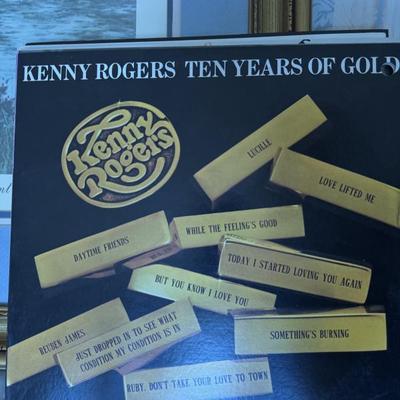 KENNY ROGERS TEN YEARS OF GOLD
Kenny
Rogers
LUCILLE
LOVE LIFTED ME
WHILE THE FEELING'S GOOD
DAYTIME FRIENDS
TODAY I STARTED LOVING YOU AGAIN
BUT YOU KNOW I LOVE YOU
REUBEN JAMES
JUST DROPPED IN TO SEE WHAT
CONDITION MY CONDITION IS IN
SOMETHING'S BURNING
RUBY, DON'T TAKE YOUR LOVE TO TOWN